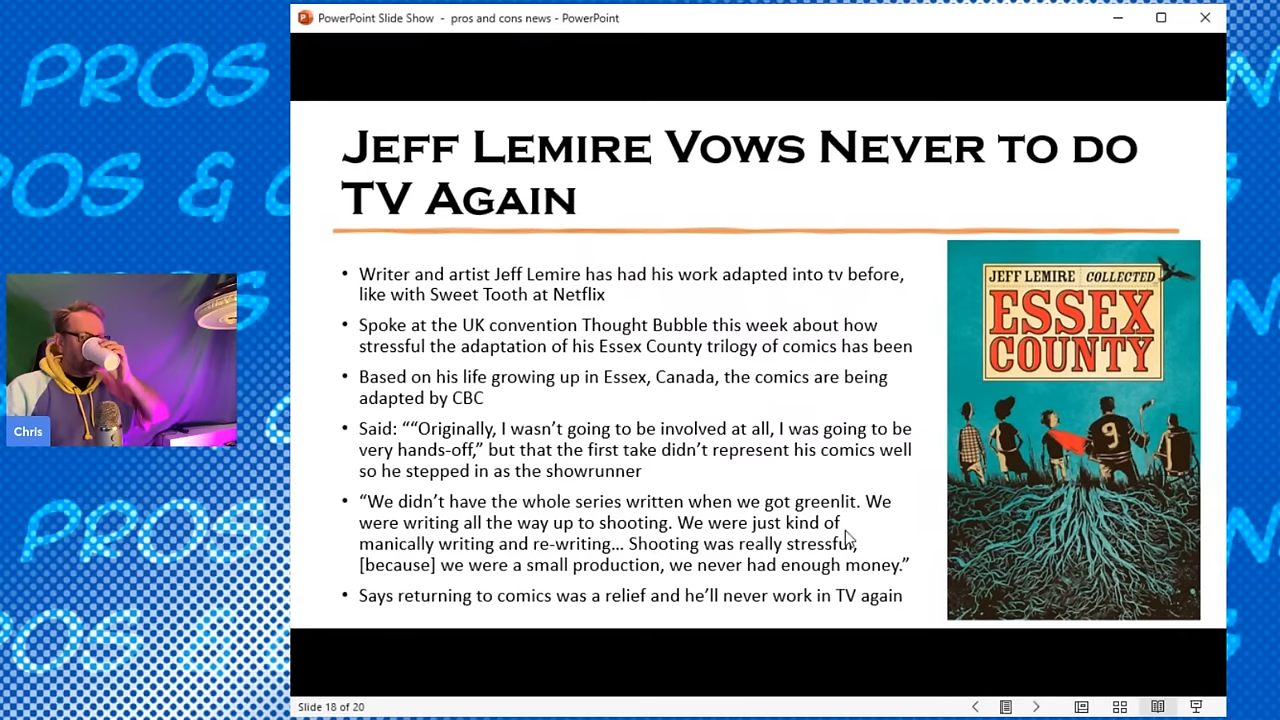 PowerPoint Slide Show - pros and cons news - PowerPoint
PROS
POS & C
PROS
JEFF LEMIRE VOWS NEVER TO DO
TV AGAIN
• Writer and artist Jeff Lemire has had his work adapted into tv before,
like with Sweet Tooth at Netflix
• Spoke at the UK convention Thought Bubble this week about how
stressful the adaptation of his Essex County trilogy of comics has been
• Based on his life growing up in Essex, Canada, the comics are being
adapted by CBC
• Said: ““Originally, I wasn’t going to be involved at all, I was going to be
very hands-off,” but that the first take didn’t represent his comics well
so he stepped in as the showrunner
• “We didn’t have the whole series written when we got greenlit. We
were writing all the way up to shooting. We were just kind of
manically writing and re-writing… Shooting was really stressful,
[because] we were a small production, we never had enough money.”
• Says returning to comics was a relief and he’ll never work in TV again
JEFF LEMIRE COLLECTED
ESSEX
COUNTY
9
Chris
Slide 18 of 20